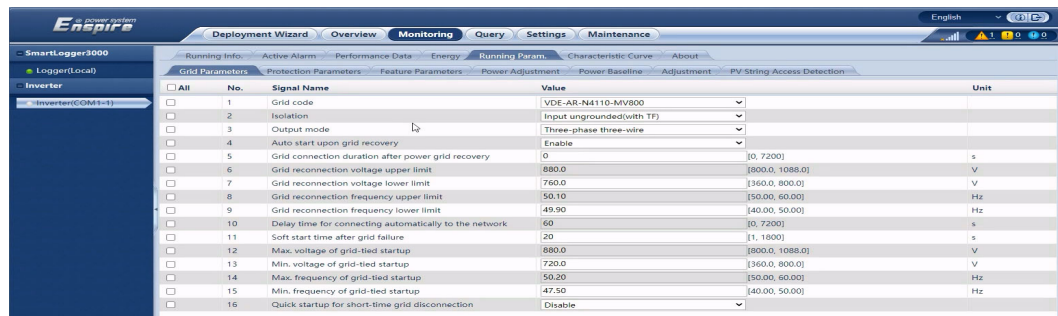 @ power system
Enspire
English
Deployment Wizard Overview Monitoring Query Settings Maintenance
1 0 0
SmartLogger3000
Running Info. Active Alarm Performance Data Energy Running Param. Characteristic Curve About
Logger(Local)
Grid Parameters Protection Parameters Feature Parameters Power Adjustment Power Baseline Adjustment PV String Access Detection
Inverter
All No. Signal Name Value Unit
Inverter(COM1-1)
1 Grid code VDE-AR-N4110-MV800
2 Isolation Input ungrounded(with TF)
3 Output mode Three-phase three-wire
4 Auto start upon grid recovery Enable
5 Grid connection duration after power grid recovery 0 [0, 7200] s
6 Grid reconnection voltage upper limit 880.0 [800.0, 1088.0] V
7 Grid reconnection voltage lower limit 760.0 [360.0, 800.0] V
8 Grid reconnection frequency upper limit 50.10 [50.00, 60.00] Hz
9 Grid reconnection frequency lower limit 49.90 [40.00, 50.00] Hz
10 Delay time for connecting automatically to the network 60 [0, 7200] s
11 Soft start time after grid failure 20 [1, 1800] s
12 Max. voltage of grid-tied startup 880.0 [800.0, 1088.0] V
13 Min. voltage of grid-tied startup 720.0 [360.0, 800.0] V
14 Max. frequency of grid-tied startup 50.20 [50.00, 60.00] Hz
15 Min. frequency of grid-tied startup 47.50 [40.00, 50.00] Hz
16 Quick startup for short-time grid disconnection Disable